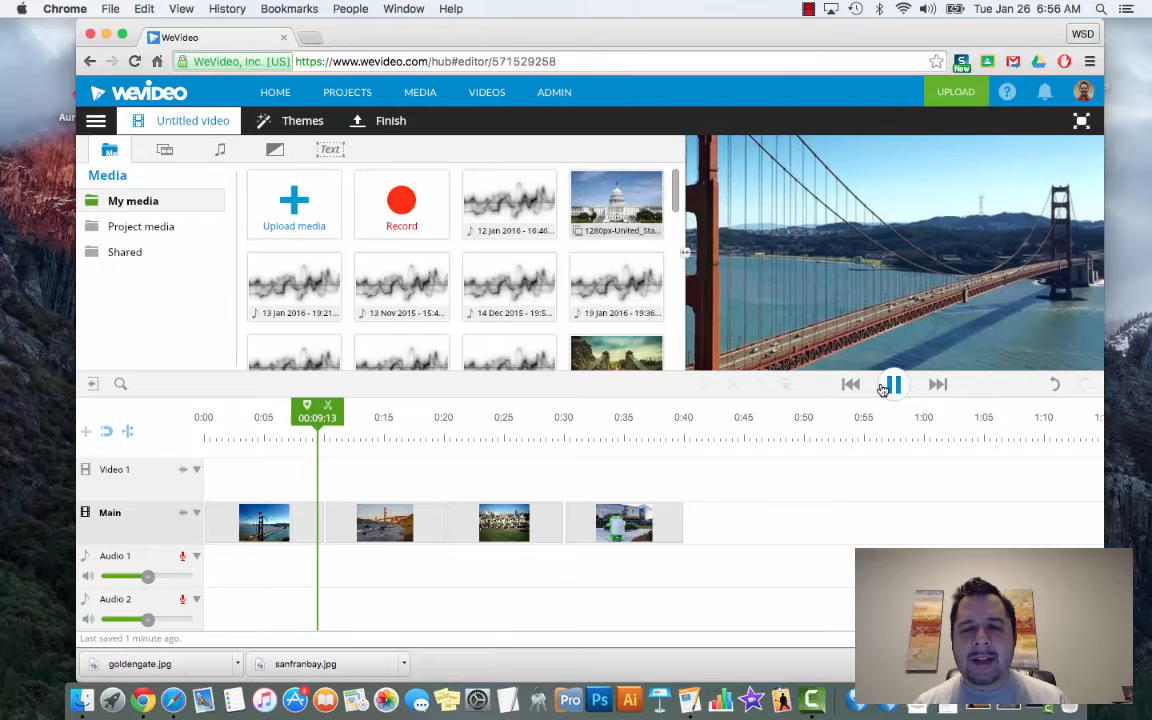 Chrome File Edit View History Bookmarks People Window Help Tue Jan 26 6:56 AM
WeVideo WSD
WeVideo, Inc. [US] https://www.wevideo.com/hub#editor/571529258 New
wevideo HOME PROJECTS MEDIA VIDEOS ADMIN UPLOAD ?
Untitled video Themes Finish
Me Text
Media
My media
Project media
Shared
Upload media Record 12 Jan 2016 - 16:46... 1280px-United_Sta...
13 Jan 2016 - 19:21... 13 Nov 2015 - 15:4... 14 Dec 2015 - 19:5... 19 Jan 2016 - 19:36...
00:09:13
0:00 0:05 0:15 0:20 0:25 0:30 0:35 0:40 0:45 0:50 0:55 1:00 1:05 1:10
Video 1
Main
Audio 1
Audio 2
Last saved 1 minute ago.
goldengate.jpg sanfranbay.jpg
Pro Ps Ai